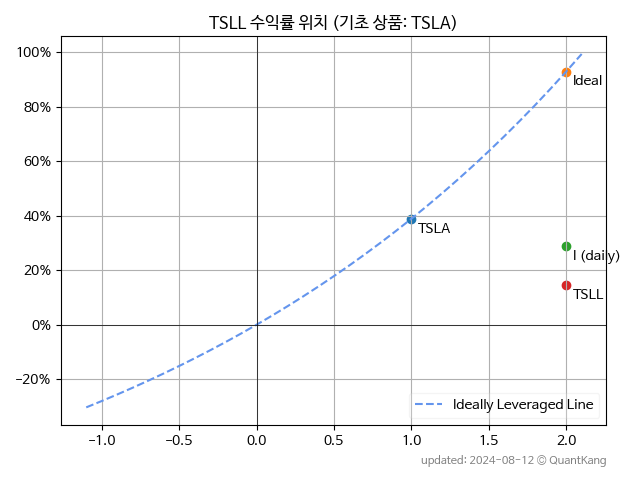 TSLL 수익률 위치 (기초 상품: TSLA)
100%
80%
60%
40%
20%
0%
−20%
Ideal
TSLA
I (daily)
TSLL
Ideally Leveraged Line
−1.0 −0.5 0.0 0.5 1.0 1.5 2.0
updated: 2024-08-12 © QuantKang